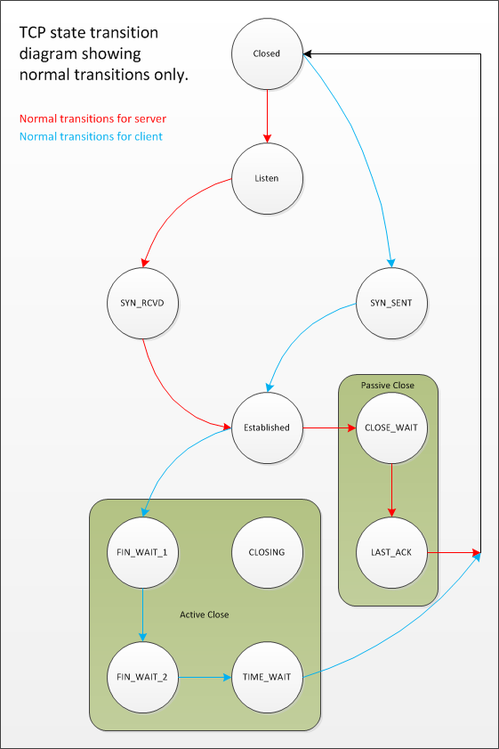 TCP state transition
diagram showing
normal transitions only.
Normal transitions for server
Normal transitions for client
Closed
Listen
SYN_RCVD
SYN_SENT
Passive Close
Established
CLOSE_WAIT
FIN_WAIT_1
CLOSING
LAST_ACK
Active Close
FIN_WAIT_2
TIME_WAIT